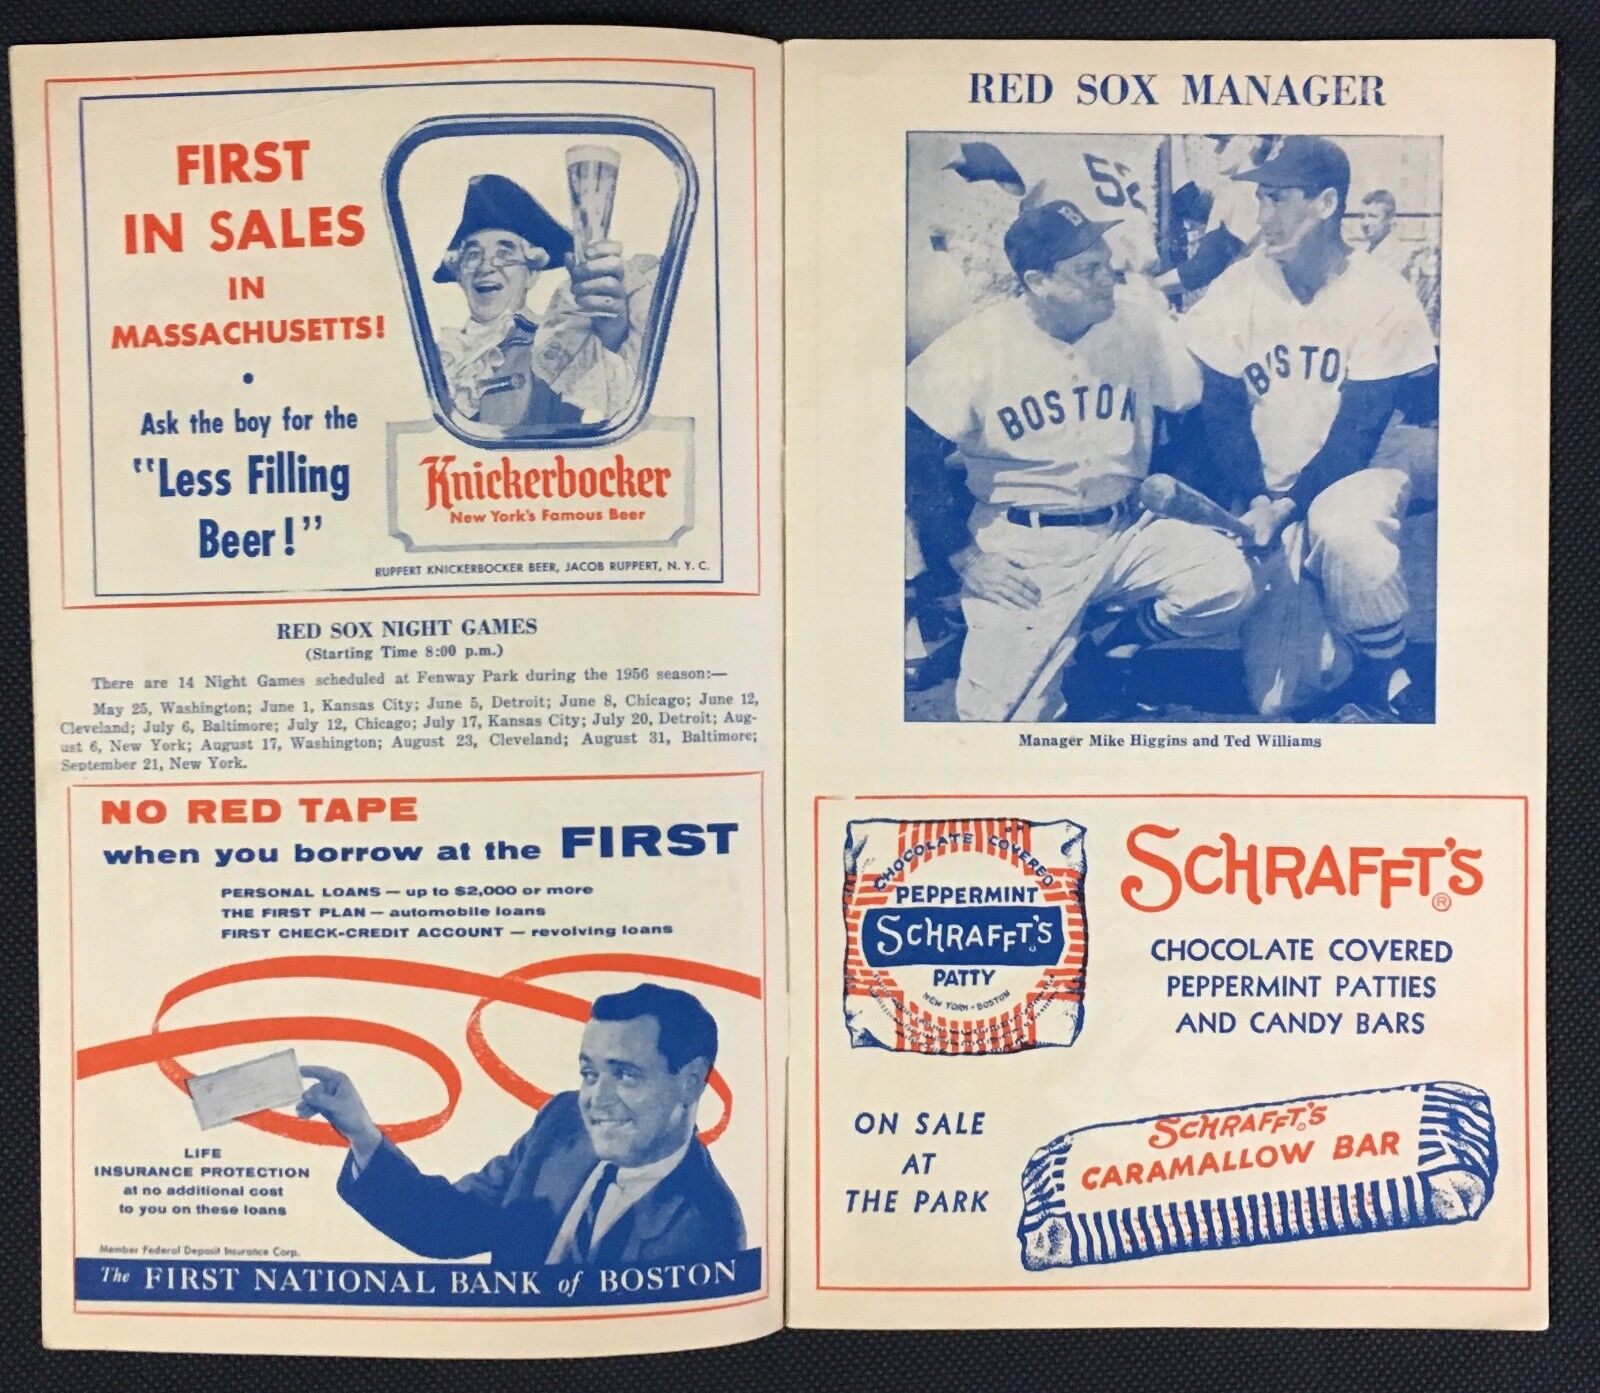 FIRST
IN SALES
IN
MASSACHUSETTS!
•
Ask the boy for the
"Less Filling
Beer!"
Knickerbocker
New York's Famous Beer
RUPPERT KNICKERBOCKER BEER, JACOB RUPPERT, N. Y. C.
RED SOX NIGHT GAMES
(Starting Time 8:00 p.m.)
There are 14 Night Games scheduled at Fenway Park during the 1956 season:—
May 25, Washington; June 1, Kansas City; June 5, Detroit; June 8, Chicago; June 12,
Cleveland; July 6, Baltimore; July 12, Chicago; July 17, Kansas City; July 20, Detroit; Aug-
ust 6, New York; August 17, Washington; August 23, Cleveland; August 31, Baltimore;
September 21, New York.
NO RED TAPE
when you borrow at the FIRST
PERSONAL LOANS — up to $2,000 or more
THE FIRST PLAN — automobile loans
FIRST CHECK-CREDIT ACCOUNT — revolving loans
LIFE
INSURANCE PROTECTION
at no additional cost
to you on these loans
Member Federal Deposit Insurance Corp.
The FIRST NATIONAL BANK of BOSTON
RED SOX MANAGER
52
B
BOSTON
BOSTO
Manager Mike Higgins and Ted Williams
CHOCOLATE COVERED
PEPPERMINT
SCHRAFFT'S
PATTY
NEW YORK - BOSTON
SCHRAFFT'S®
CHOCOLATE COVERED
PEPPERMINT PATTIES
AND CANDY BARS
ON SALE
AT
THE PARK
SCHRAFFT'S
CARAMALLOW BAR